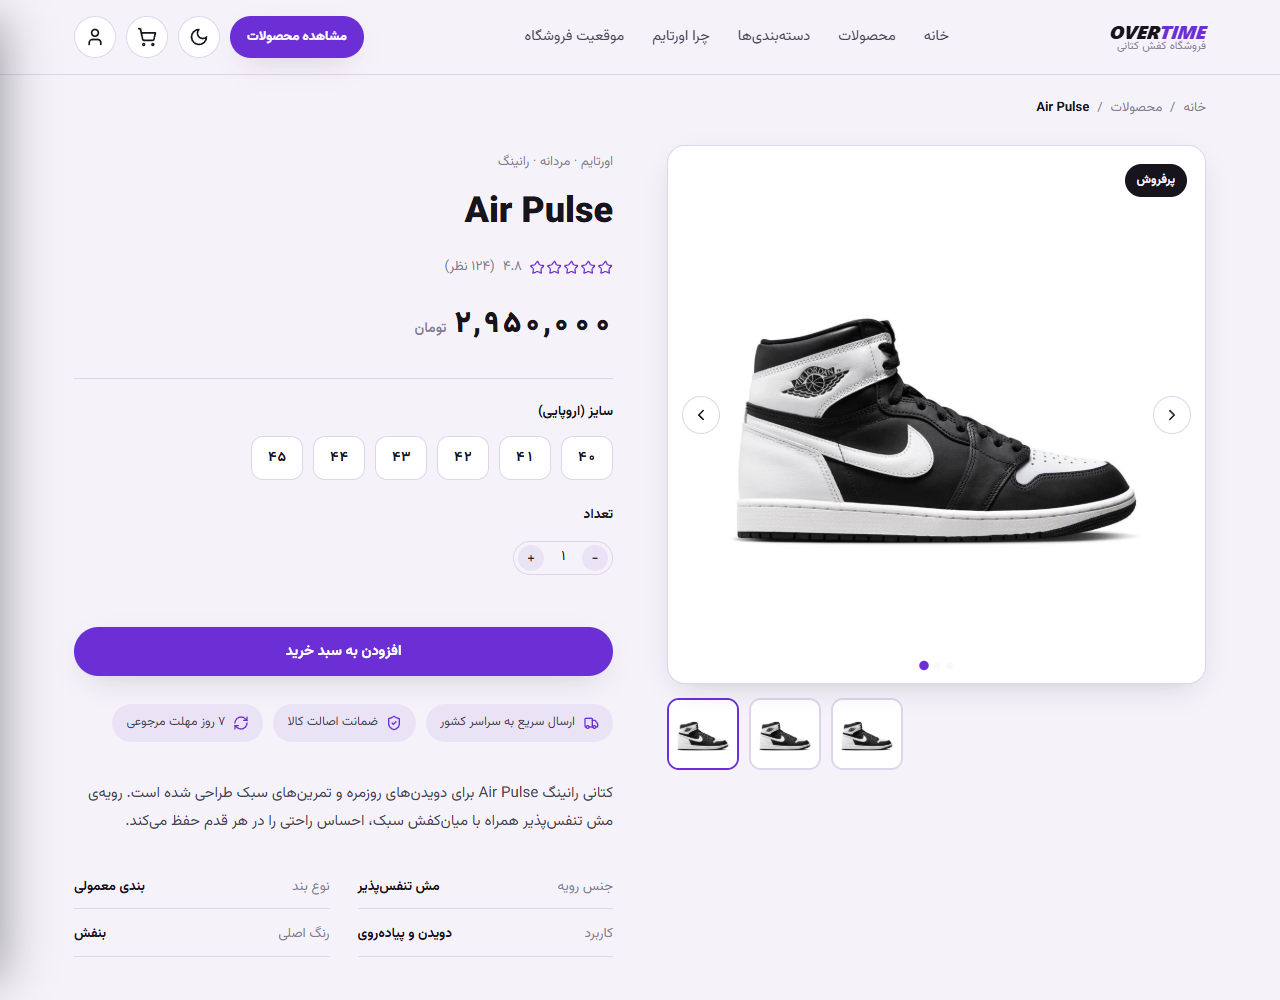 OVERTIME
فروشگاه کفش کتانی
خانه
محصولات
دسته‌بندی‌ها
چرا اورتایم
موقعیت فروشگاه
مشاهده محصولات
خانه / محصولات / Air Pulse
پرفروش
اورتایم · مردانه · رانینگ
Air Pulse
۴.۸ (۱۲۴ نظر)
۲,۹۵۰,۰۰۰ تومان
سایز (اروپایی)
۴۰
۴۱
۴۲
۴۳
۴۴
۴۵
تعداد
- ۱ +
افزودن به سبد خرید
ارسال سریع به سراسر کشور
ضمانت اصالت کالا
۷ روز مهلت مرجوعی
کتانی رانینگ Air Pulse برای دویدن‌های روزمره و تمرین‌های سبک طراحی شده است. رویه‌ی
مش تنفس‌پذیر همراه با میان‌کفش سبک، احساس راحتی را در هر قدم حفظ می‌کند.
جنس رویه مش تنفس‌پذیر
نوع بند بندی معمولی
کاربرد دویدن و پیاده‌روی
رنگ اصلی بنفش